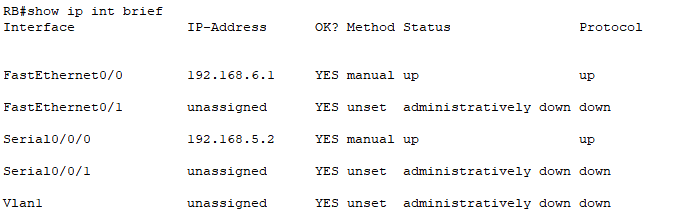 RB#show ip int brief
Interface IP-Address OK? Method Status Protocol
FastEthernet0/0 192.168.6.1 YES manual up up
FastEthernet0/1 unassigned YES unset administratively down down
Serial0/0/0 192.168.5.2 YES manual up up
Serial0/0/1 unassigned YES unset administratively down down
Vlan1 unassigned YES unset administratively down down